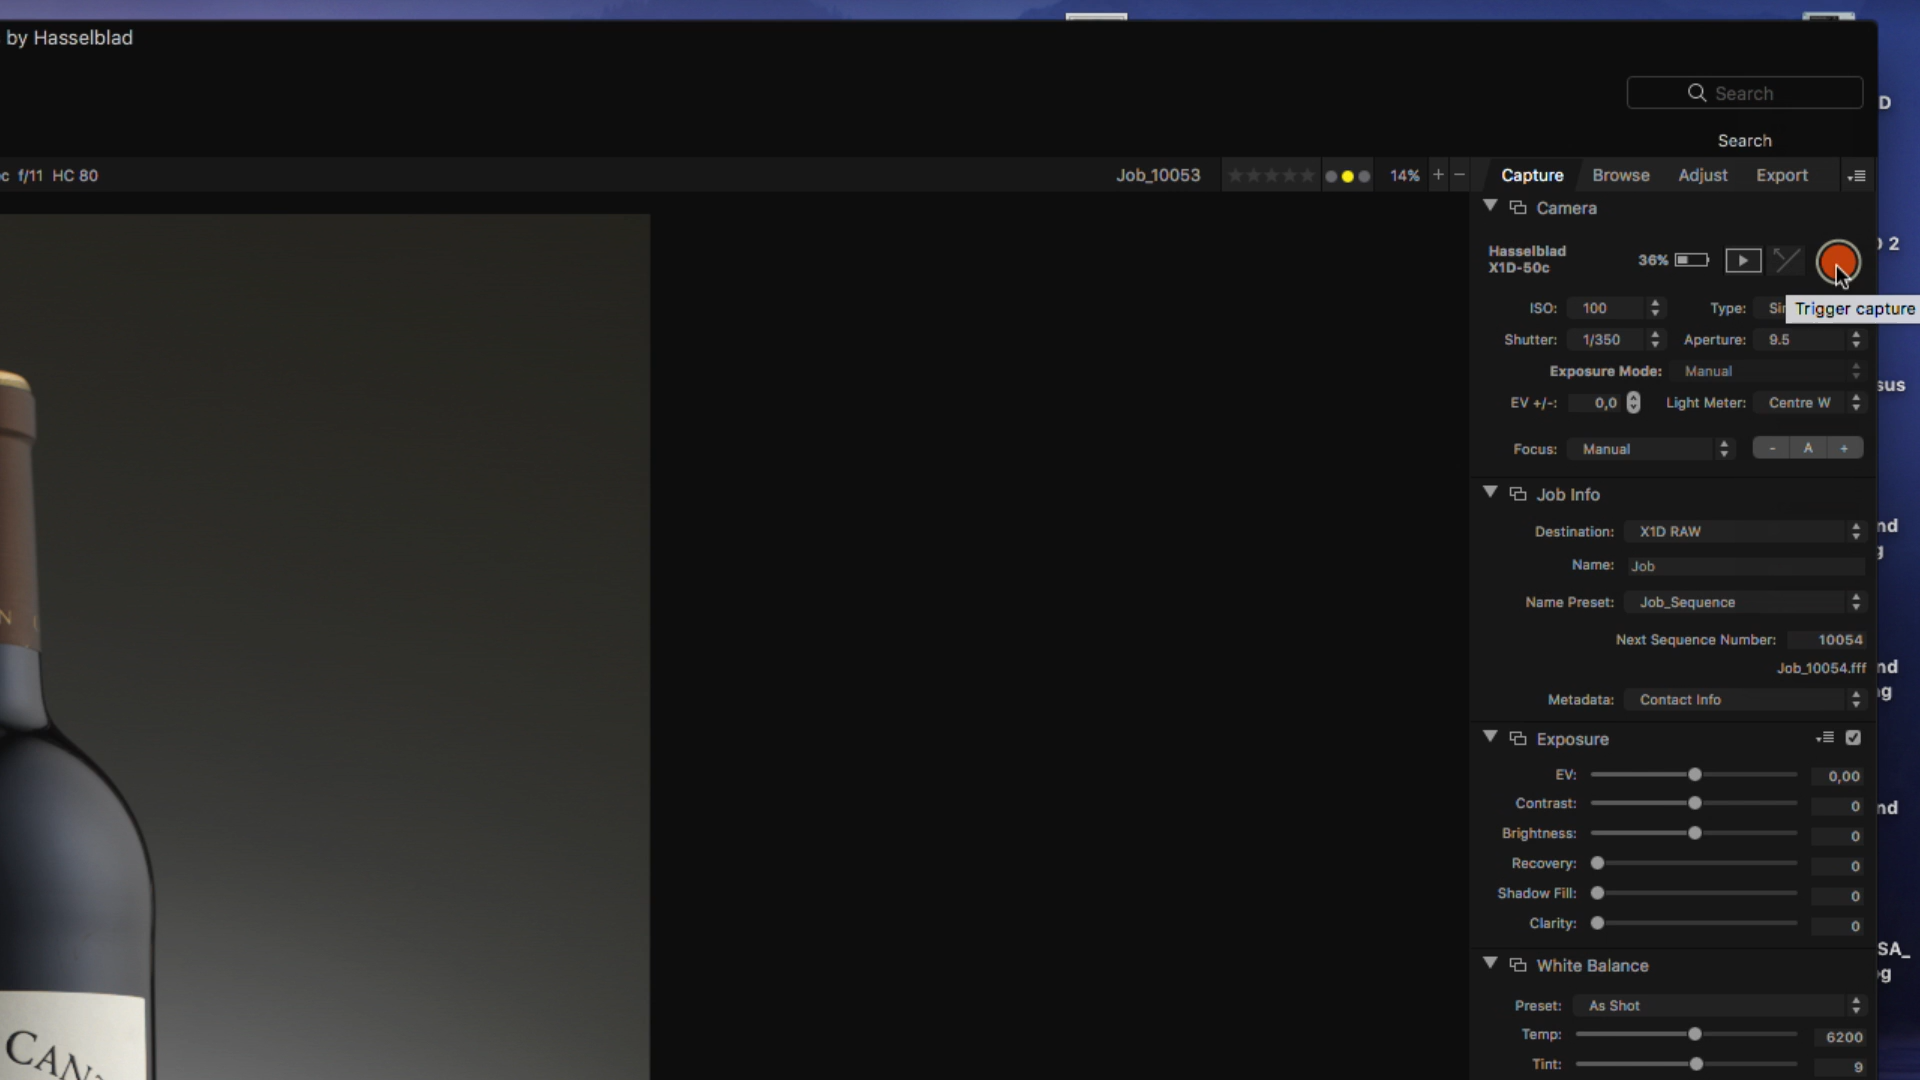 by Hasselblad
Search
Search
c f/11 HC 80
Job_10053
14% + −
Capture Browse Adjust Export
Camera
Hasselblad
X1D-50c
36%
ISO: 100 Type:
Trigger capture
Shutter: 1/350 Aperture: 9.5
Exposure Mode: Manual
EV +/-: 0,0 Light Meter: Centre W
Focus: Manual - A +
Job Info
Destination: X1D RAW
Name: Job
Name Preset: Job_Sequence
Next Sequence Number: 10054
Job_10054.fff
Metadata: Contact Info
Exposure
EV: 0,00
Contrast: 0
Brightness: 0
Recovery: 0
Shadow Fill: 0
Clarity: 0
White Balance
Preset: As Shot
Temp: 6200
Tint: 9